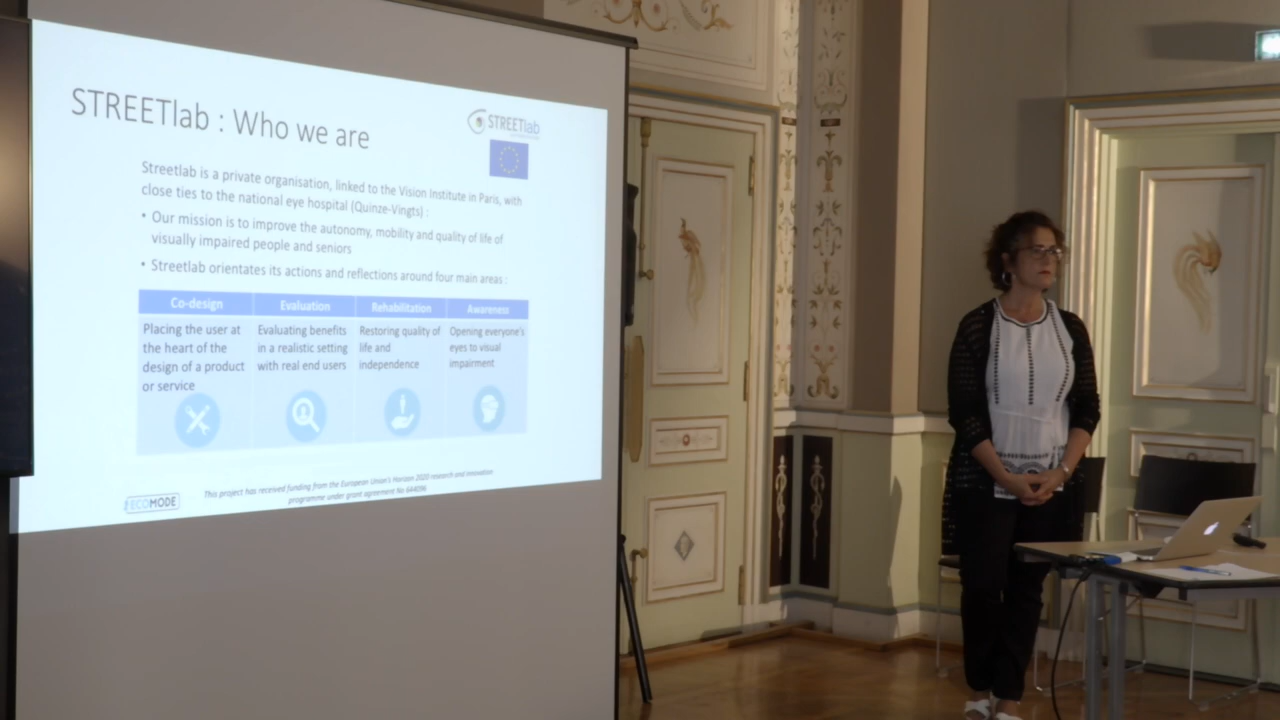 STREETlab : Who we are
STREETlab
Streetlab is a private organisation, linked to the Vision Institute in Paris, with
close ties to the national eye hospital (Quinze-Vingts) :
• Our mission is to improve the autonomy, mobility and quality of life of
visually impaired people and seniors
• Streetlab orientates its actions and reflections around four main areas :
Co-design
Placing the user at
the heart of the
design of a product
or service
Evaluation
Evaluating benefits
in a realistic setting
with real end users
Rehabilitation
Restoring quality of
life and
independence
Awareness
Opening everyone's
eyes to visual
impairment
ECOMODE
This project has received funding from the European Union's Horizon 2020 research and innovation
programme under grant agreement No